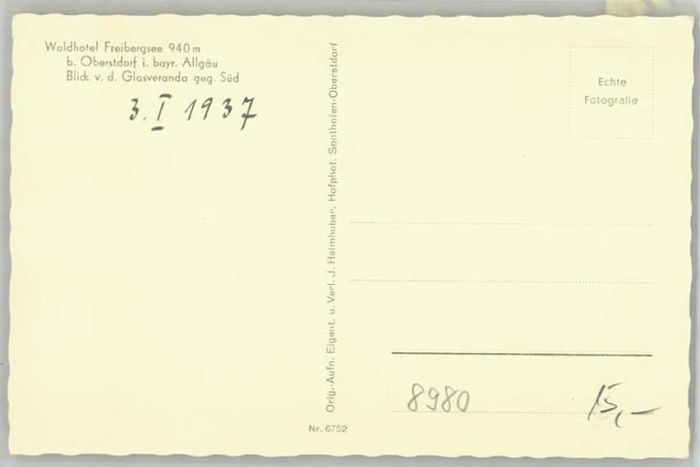 Waldhotel Freibergsee 940 m
b. Oberstdorf i. bayr. Allgäu
Blick v. d. Glasveranda geg. Süd
3. I 1937
Orig.-Aufn. Eigent. u. Verl. J. Heimhuber, Hofphot. Sonthofen-Oberstdorf
Nr. 6752
Echte
Fotografie
8980
15,—